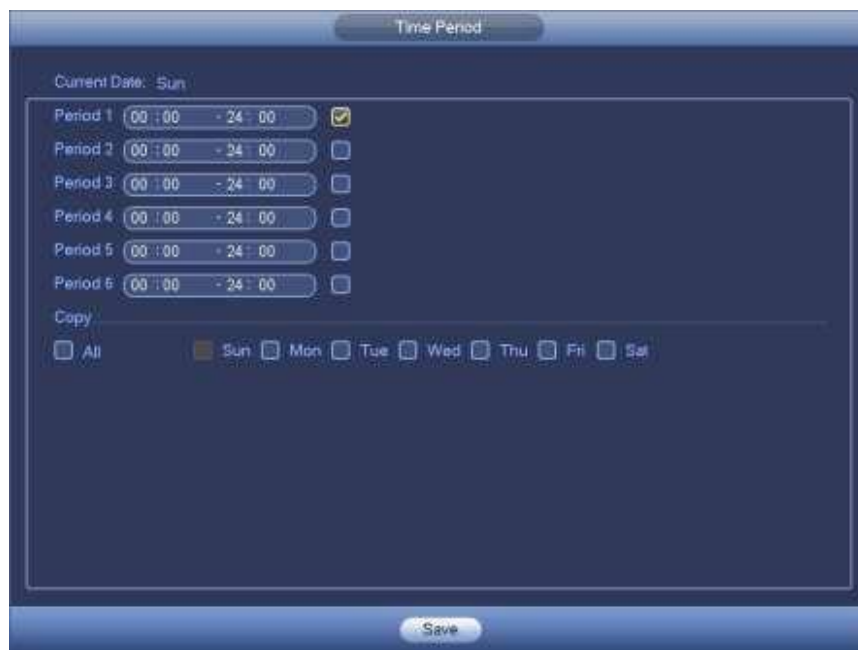 Time Period
Current Date: Sun
Period 1 00 : 00 - 24 : 00
Period 2 00 : 00 - 24 : 00
Period 3 00 : 00 - 24 : 00
Period 4 00 : 00 - 24 : 00
Period 5 00 : 00 - 24 : 00
Period 6 00 : 00 - 24 : 00
Copy
All Sun Mon Tue Wed Thu Fri Sat
Save